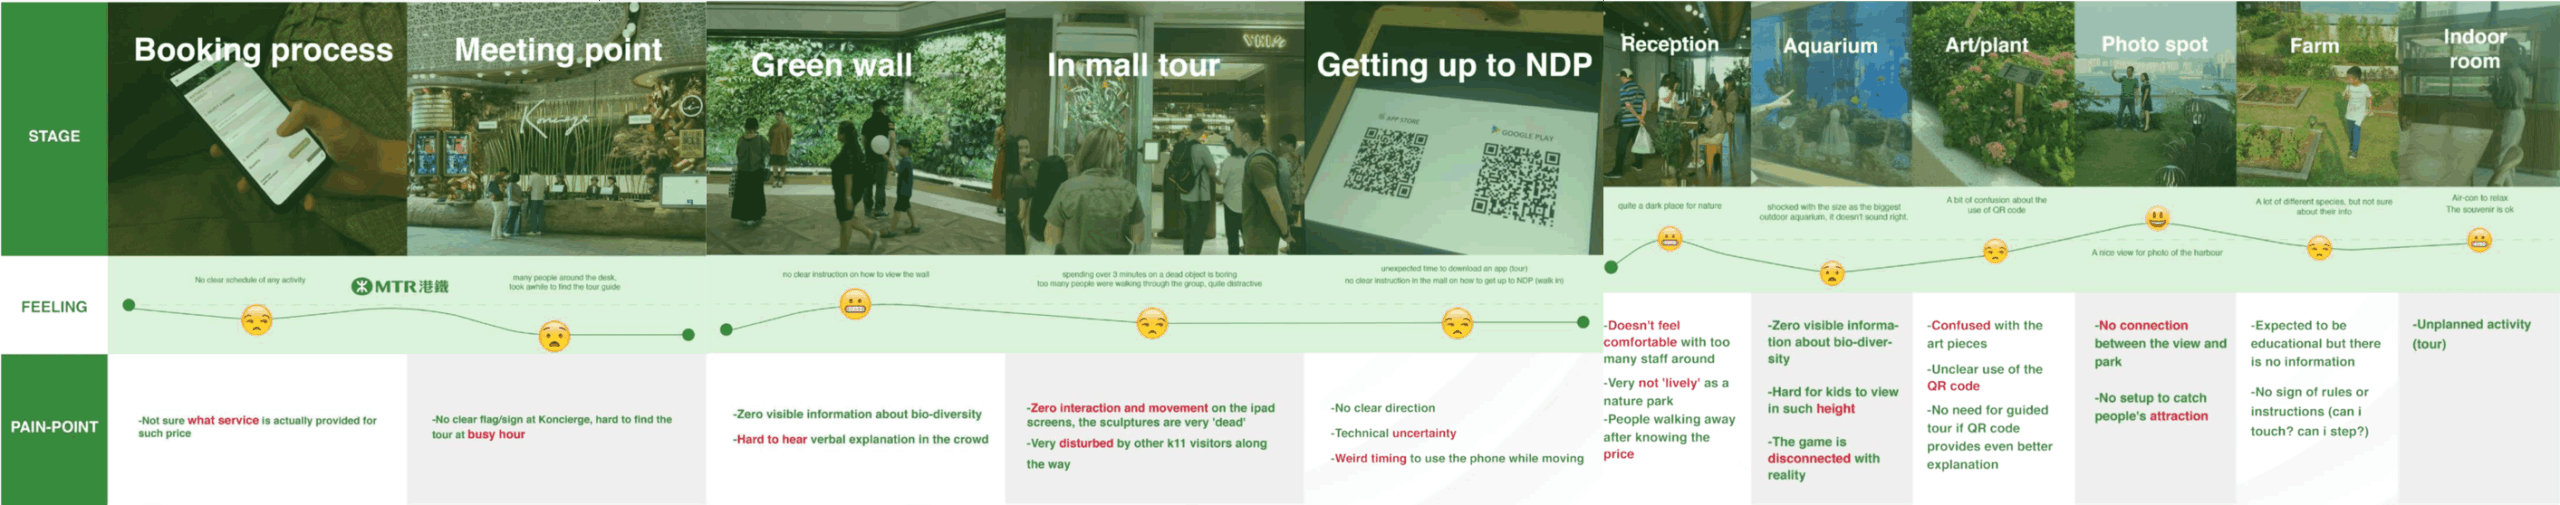 STAGE
Booking process
Meeting point
Green wall
In mall tour
Getting up to NDP
Reception
Aquarium
Art/plant
Photo spot
Farm
Indoor
room
Koncierge
APP STORE
GOOGLE PLAY
FEELING
No clear schedule of any activity
MTR港鐵
many people around the desk,
took awhile to find the tour guide
no clear instruction on how to view the wall
spending over 3 minutes on a dead object is boring
too many people were walking through the group, quite distractive
unexpected time to download an app (tour)
no clear instruction in the mall on how to get up to NDP (walk in)
quite a dark place for nature
shocked with the size as the biggest
outdoor aquarium, it doesn't sound right.
A bit of confusion about the
use of QR code
A nice view for photo of the harbour
A lot of different species, but not sure
about their info
Air-con to relax
The souvenir is ok
PAIN-POINT
-Not sure what service is actually provided for
such price
-No clear flag/sign at Koncierge, hard to find the
tour at busy hour
-Zero visible information about bio-diversity
-Hard to hear verbal explanation in the crowd
-Zero interaction and movement on the ipad
screens, the sculptures are very 'dead'
-Very disturbed by other k11 visitors along
the way
-No clear direction
-Technical uncertainty
-Weird timing to use the phone while moving
-Doesn't feel
comfortable with too
many staff around
-Very not 'lively' as a
nature park
-People walking away
after knowing the
price
-Zero visible informa-
tion about bio-diver-
sity
-Hard for kids to view
in such height
-The game is
disconnected with
reality
-Confused with the
art pieces
-Unclear use of the
QR code
-No need for guided
tour if QR code
provides even better
explanation
-No connection
between the view and
park
-No setup to catch
people's attraction
-Expected to be
educational but there
is no information
-No sign of rules or
instructions (can i
touch? can i step?)
-Unplanned activity
(tour)